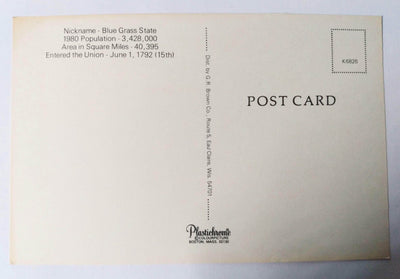 Nickname - Blue Grass State
1980 Population - 3,428,000
Area in Square Miles - 40,395
Entered the Union - June 1, 1792 (15th)
Dist. by G. R. Brown Co., Route 5, Eau Claire, Wis. 54701
K6826
POST CARD
Plastichrome
©COLOURPICTURE
BOSTON, MASS. 02130